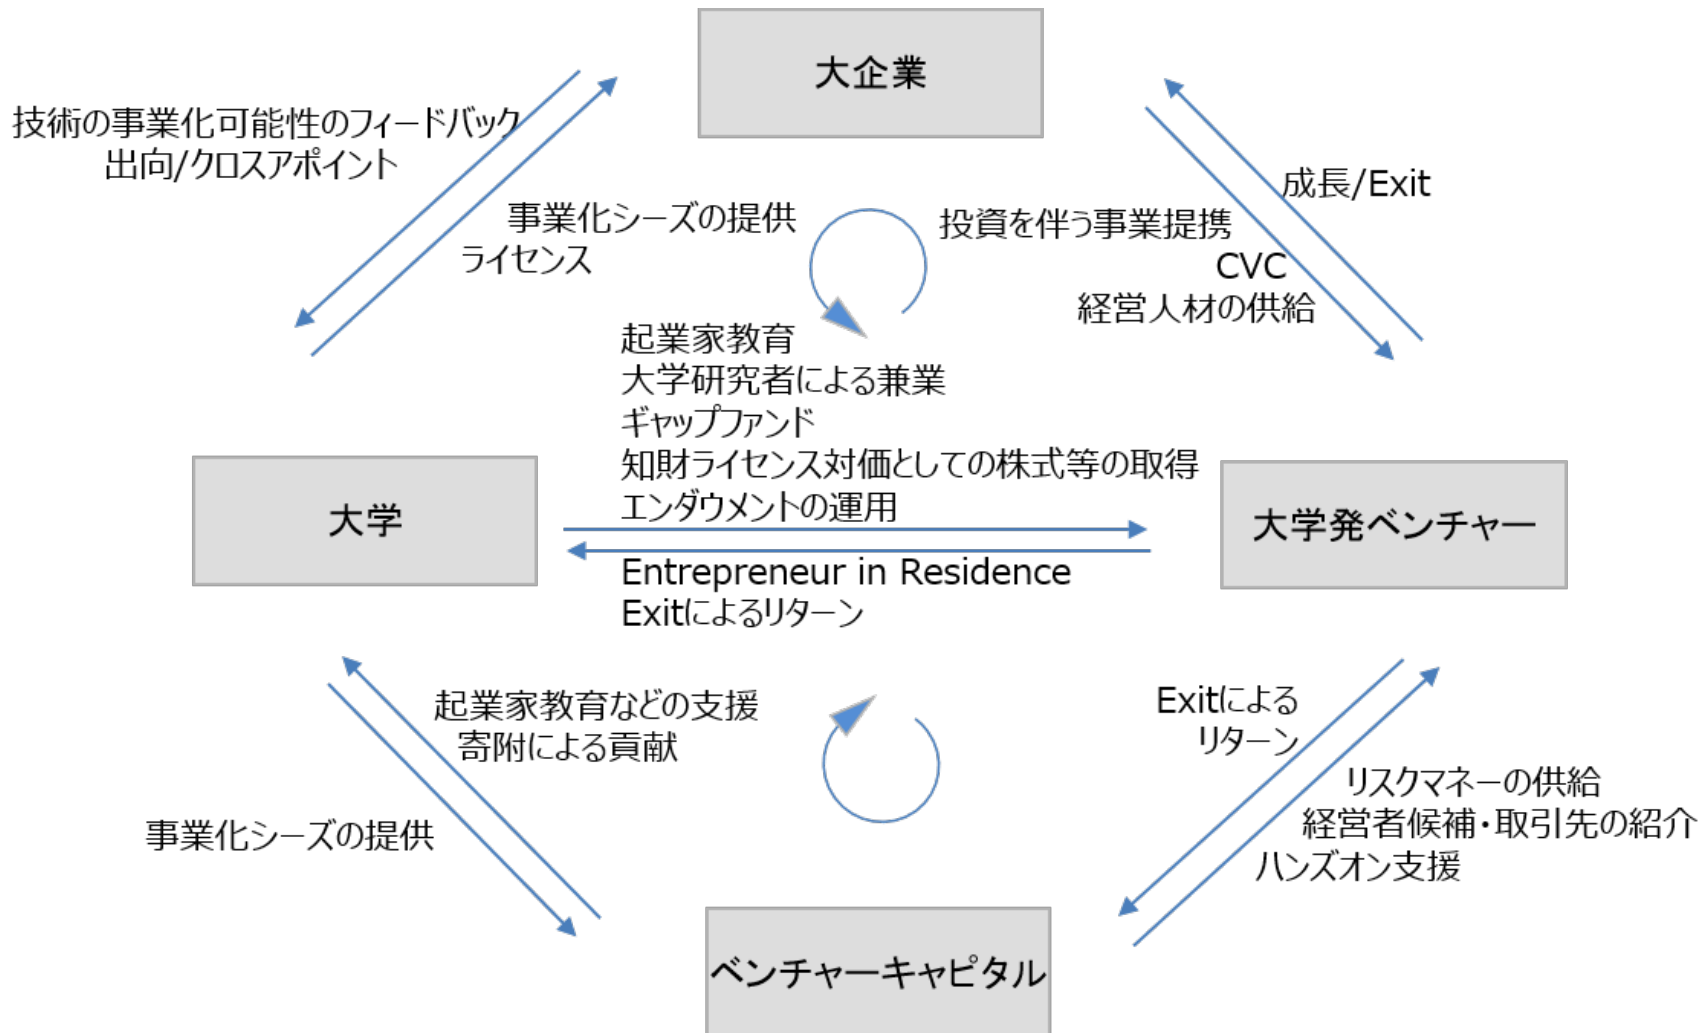 大企業
技術の事業化可能性のフィードバック
出向/クロスアポイント
事業化シーズの提供
ライセンス
成長/Exit
投資を伴う事業提携
CVC
経営人材の供給
起業家教育
大学研究者による兼業
ギャップファンド
知財ライセンス対価としての株式等の取得
エンダウメントの運用
大学
大学発ベンチャー
Entrepreneur in Residence
Exitによるリターン
起業家教育などの支援
寄附による貢献
事業化シーズの提供
Exitによる
リターン
リスクマネーの供給
経営者候補・取引先の紹介
ハンズオン支援
ベンチャーキャピタル